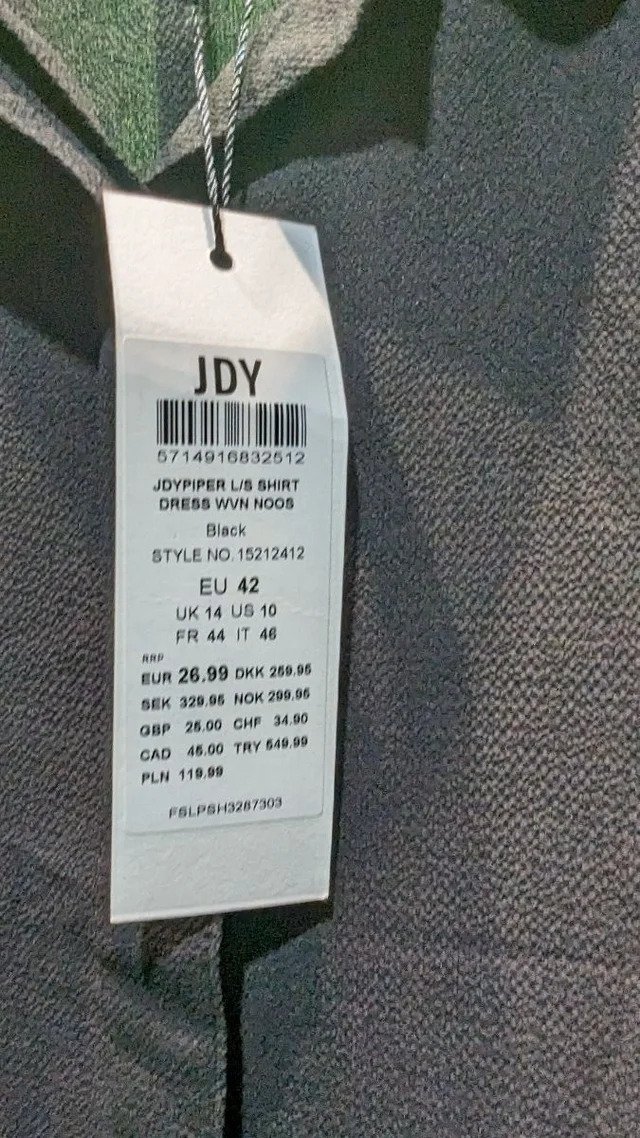 JDY
5714916832512
JDYPIPER L/S SHIRT
DRESS WVN NOOS
Black
STYLE NO. 15212412
EU 42
UK 14 US 10
FR 44 IT 46
RRP
EUR 26.99 DKK 259.95
SEK 329.95 NOK 299.95
GBP 25.00 CHF 34.90
CAD 45.00 TRY 549.99
PLN 119.99
FSLPSH3287303